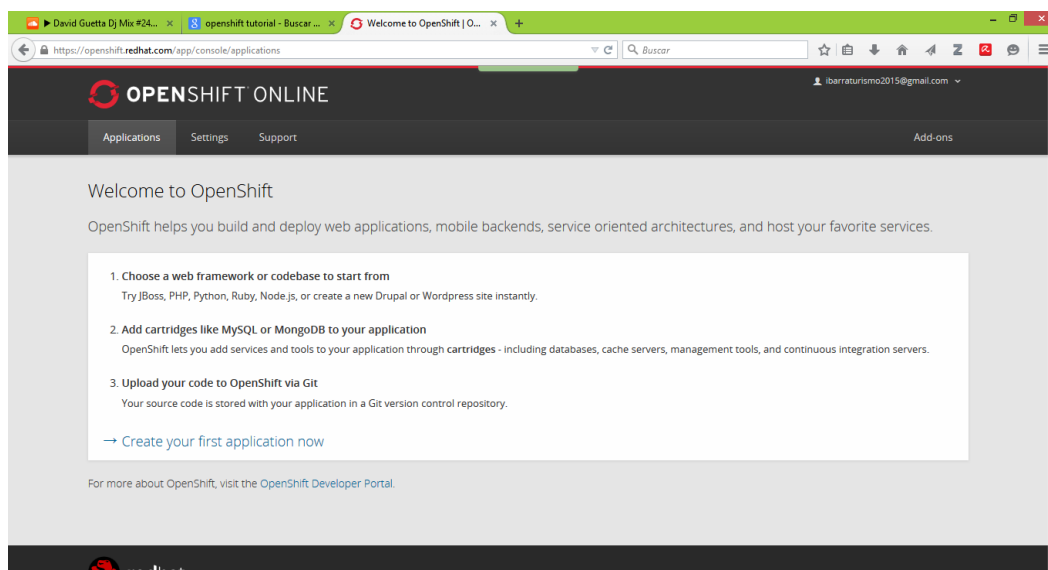 ▶ David Guetta Dj Mix #24...
openshift tutorial - Buscar ...
Welcome to OpenShift | O...
https://openshift.redhat.com/app/console/applications
Buscar
OPENSHIFT ONLINE
ibarraturismo2015@gmail.com
Applications Settings Support Add-ons
Welcome to OpenShift
OpenShift helps you build and deploy web applications, mobile backends, service oriented architectures, and host your favorite services.
1. Choose a web framework or codebase to start from
Try JBoss, PHP, Python, Ruby, Node.js, or create a new Drupal or Wordpress site instantly.
2. Add cartridges like MySQL or MongoDB to your application
OpenShift lets you add services and tools to your application through cartridges - including databases, cache servers, management tools, and continuous integration servers.
3. Upload your code to OpenShift via Git
Your source code is stored with your application in a Git version control repository.
→ Create your first application now
For more about OpenShift, visit the OpenShift Developer Portal.